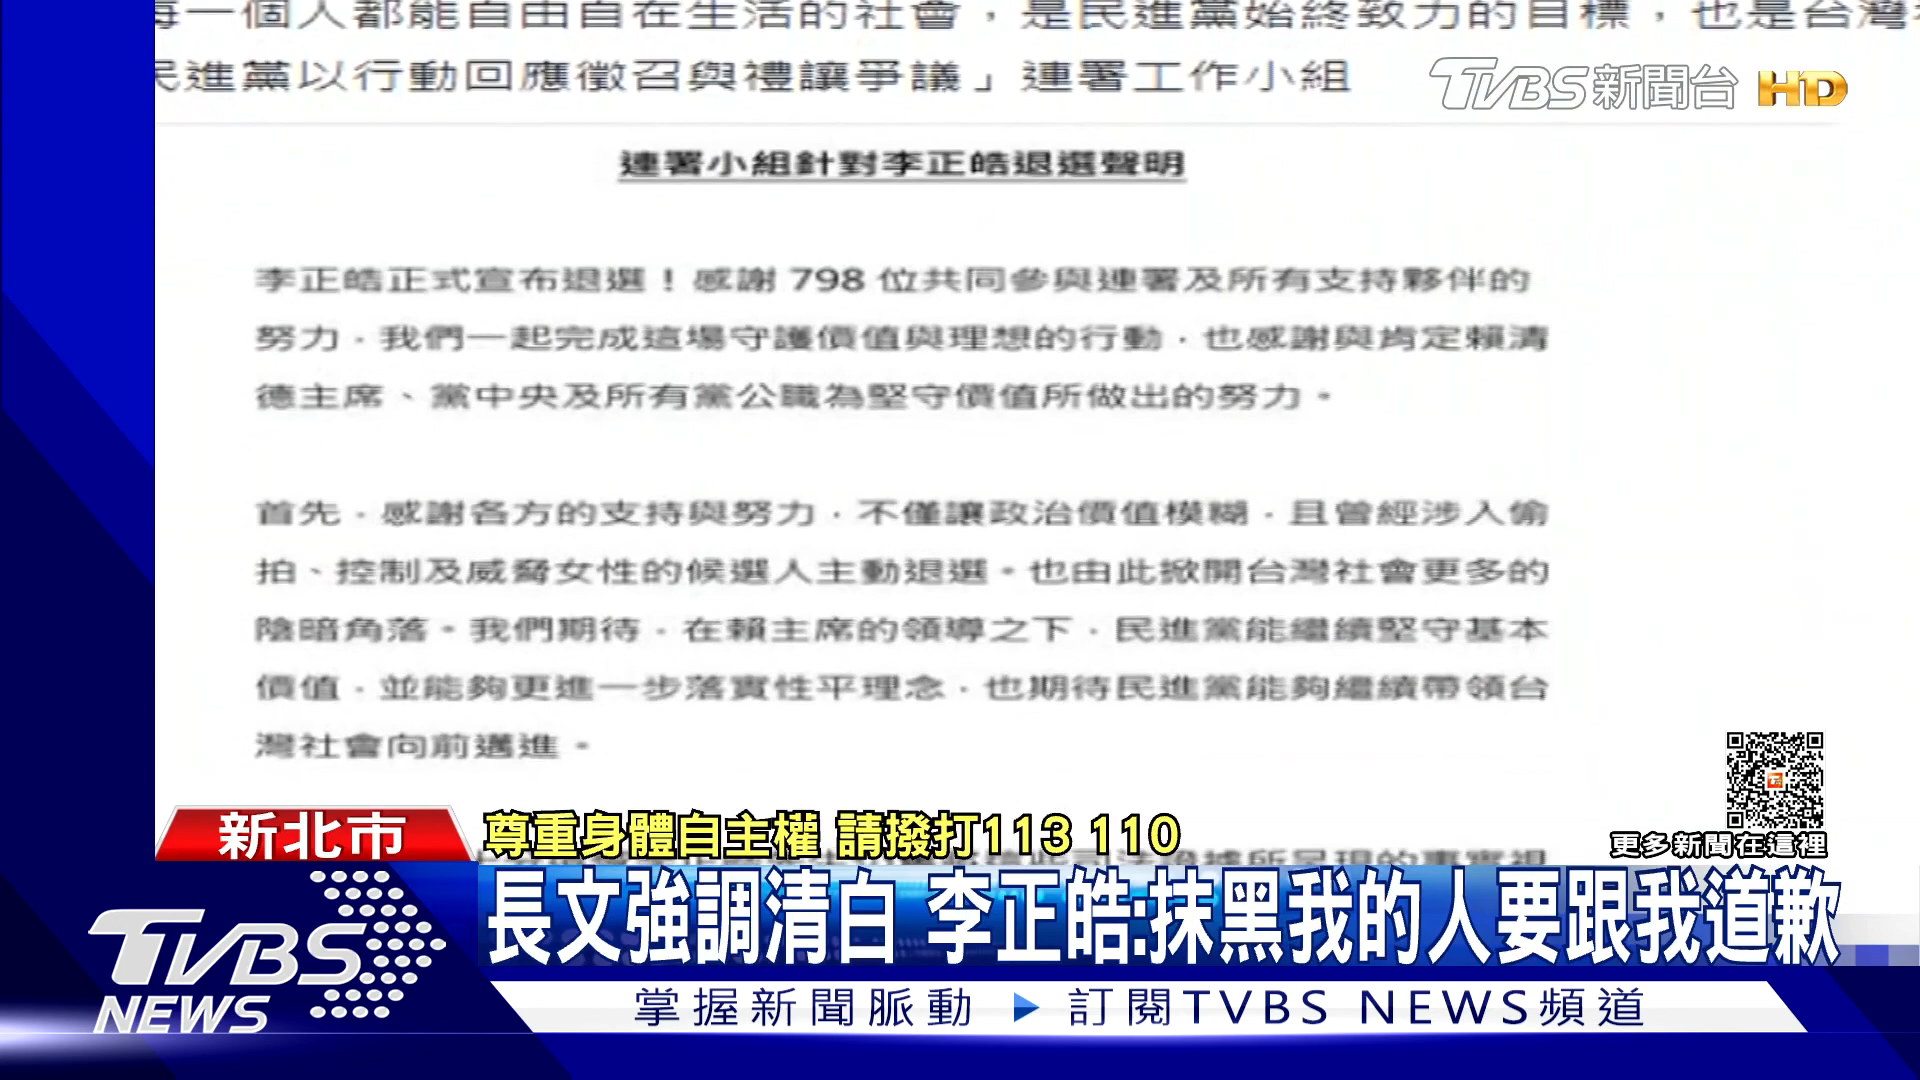 一個人都能自由自在生活的社會，是民進黨始終致力的目標，也是台灣
民進黨以行動回應徵召與禮讓爭議」連署工作小組
TVBS新聞台 HD
連署小組針對李正皓退選聲明
李正皓正式宣布退選！感謝 798 位共同參與連署及所有支持夥伴的
努力，我們一起完成這場守護價值與理想的行動，也感謝與肯定賴清
德主席、黨中央及所有黨公職為堅守價值所做出的努力。
首先，感謝各方的支持與努力，不僅讓政治價值模糊，且曾經涉入偷
拍、控制及威脅女性的候選人主動退選。也由此掀開台灣社會更多的
陰暗角落。我們期待，在賴主席的領導之下，民進黨能繼續堅守基本
價值，並能夠更進一步落實性平理念，也期待民進黨能夠繼續帶領台
灣社會向前邁進。
新北市
尊重身體自主權 請撥打113 110
更多新聞在這裡
長文強調清白 李正皓:抹黑我的人要跟我道歉
TVBS NEWS
掌握新聞脈動 ▶ 訂閱TVBS NEWS頻道